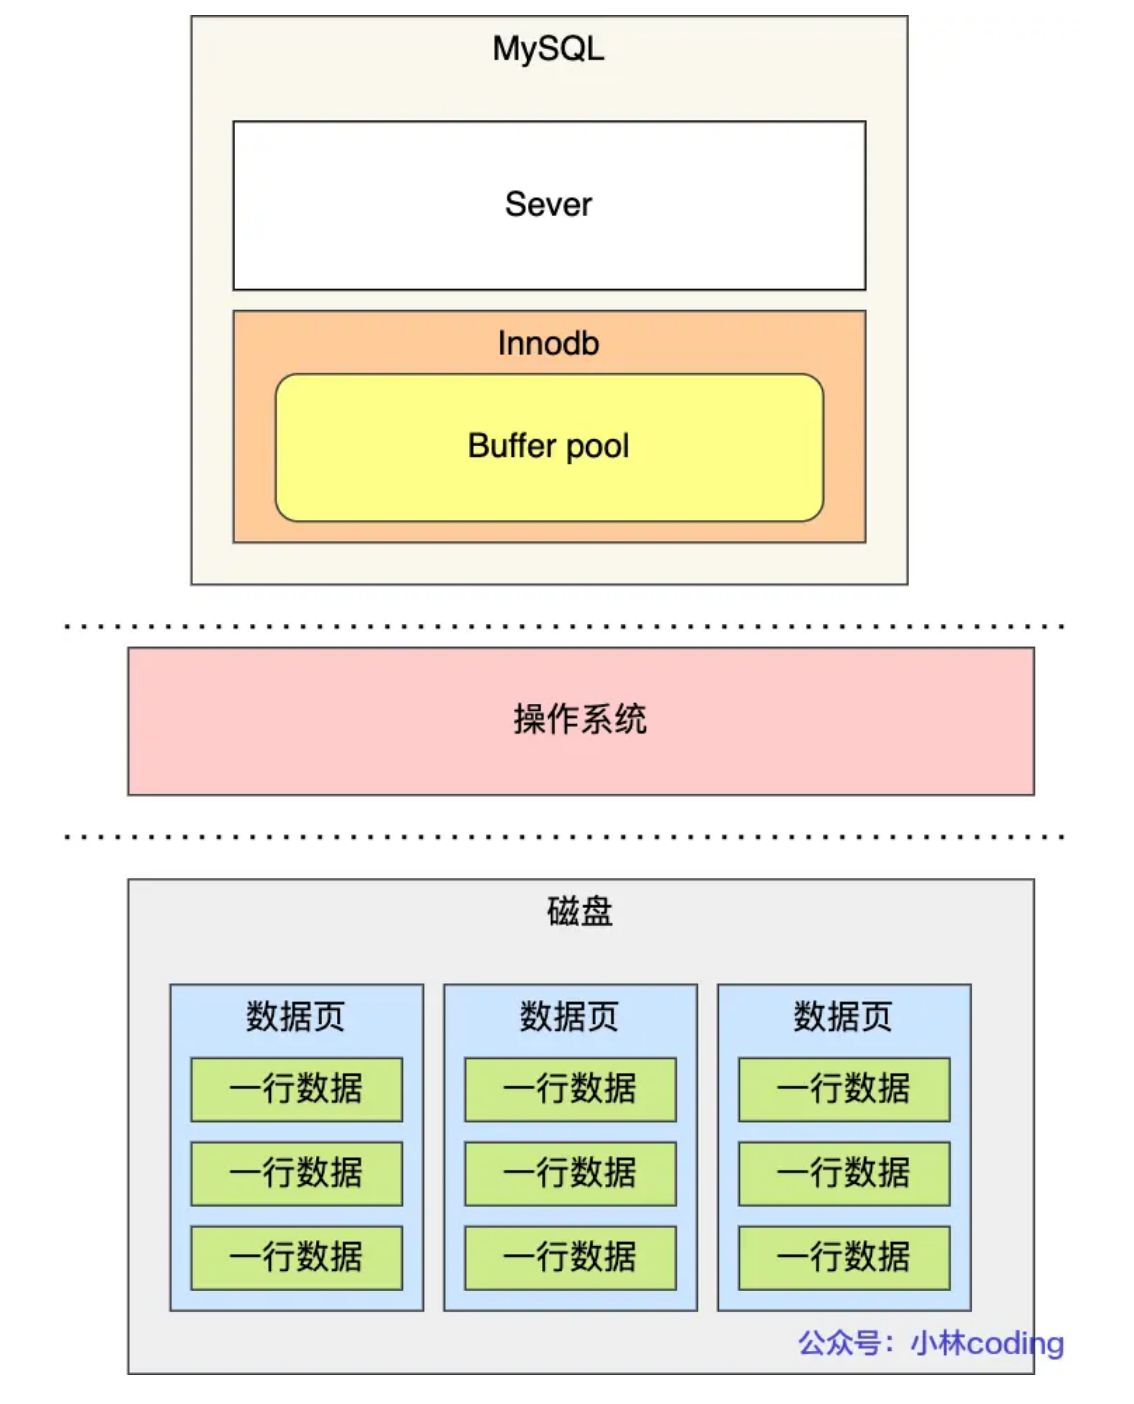 MySQL
Sever
Innodb
Buffer pool
操作系统
磁盘
数据页
一行数据
一行数据
一行数据
数据页
一行数据
一行数据
一行数据
数据页
一行数据
一行数据
一行数据
公众号：小林coding